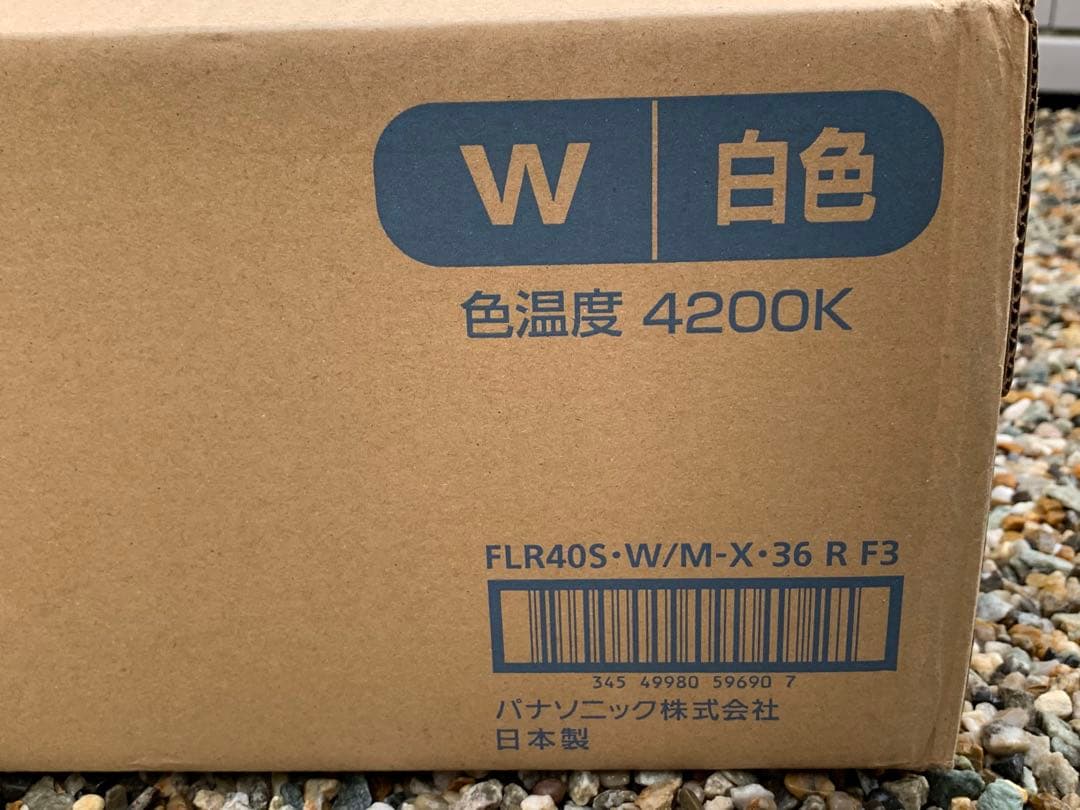 W 白色
色温度 4200K
FLR40S・W/M-X・36 R F3
345 49980 59690 7
パナソニック株式会社
日本製